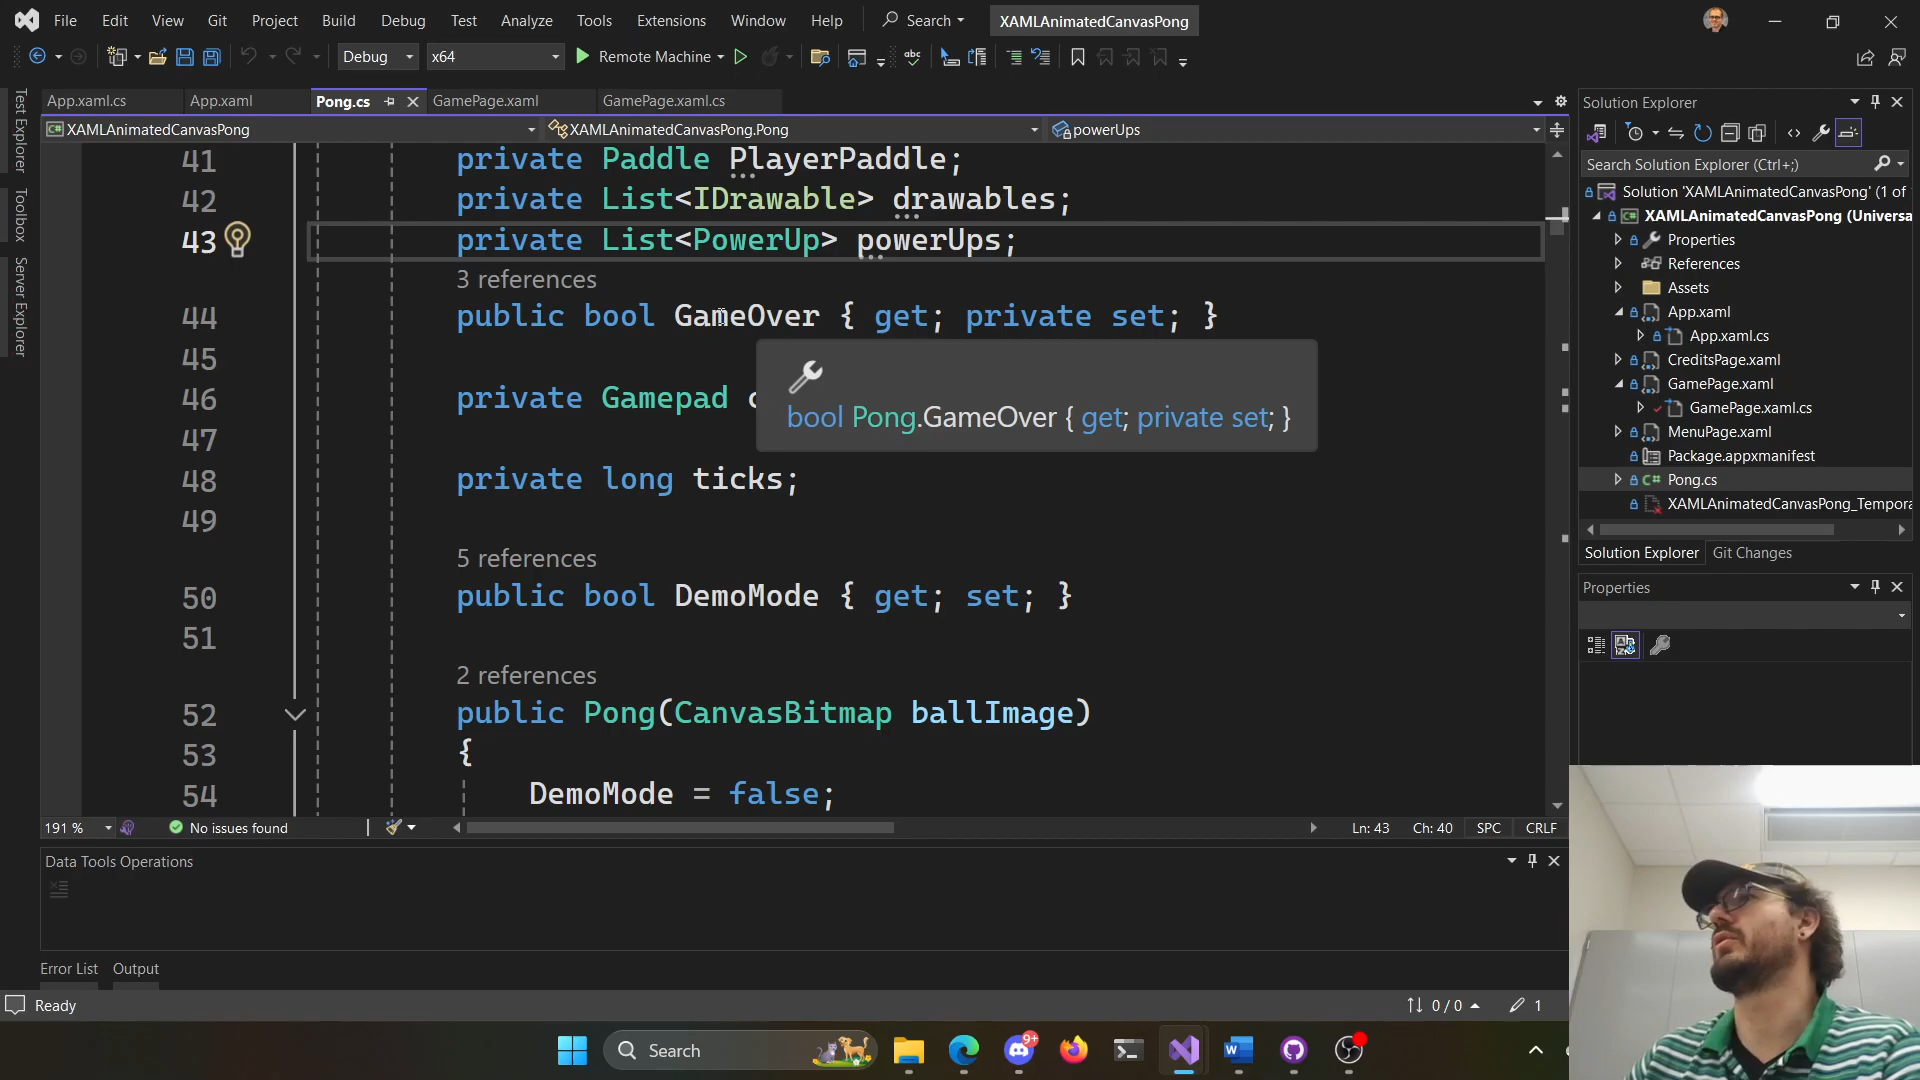 File Edit View Git Project Build Debug Test Analyze Tools Extensions Window Help Search XAMLAnimatedCanvasPong
Debug x64 Remote Machine
App.xaml.cs App.xaml Pong.cs GamePage.xaml GamePage.xaml.cs
XAMLAnimatedCanvasPong XAMLAnimatedCanvasPong.Pong powerUps
Test Explorer
Toolbox
Server Explorer
41 private Paddle PlayerPaddle;
42 private List<IDrawable> drawables;
43 private List<PowerUp> powerUps;
3 references
44 public bool GameOver { get; private set; }
45
46 private Gamepad
bool Pong.GameOver { get; private set; }
47
48 private long ticks;
49
5 references
50 public bool DemoMode { get; set; }
51
2 references
52 public Pong(CanvasBitmap ballImage)
53 {
54 DemoMode = false;
191 % No issues found Ln: 43 Ch: 40 SPC CRLF
Data Tools Operations
Error List Output
Ready 0 / 0 1
Solution Explorer
Search Solution Explorer (Ctrl+;)
Solution 'XAMLAnimatedCanvasPong' (1 of
XAMLAnimatedCanvasPong (Universa
Properties
References
Assets
App.xaml
App.xaml.cs
CreditsPage.xaml
GamePage.xaml
GamePage.xaml.cs
MenuPage.xaml
Package.appxmanifest
C# Pong.cs
XAMLAnimatedCanvasPong_Tempora
Solution Explorer Git Changes
Properties
Search 9+